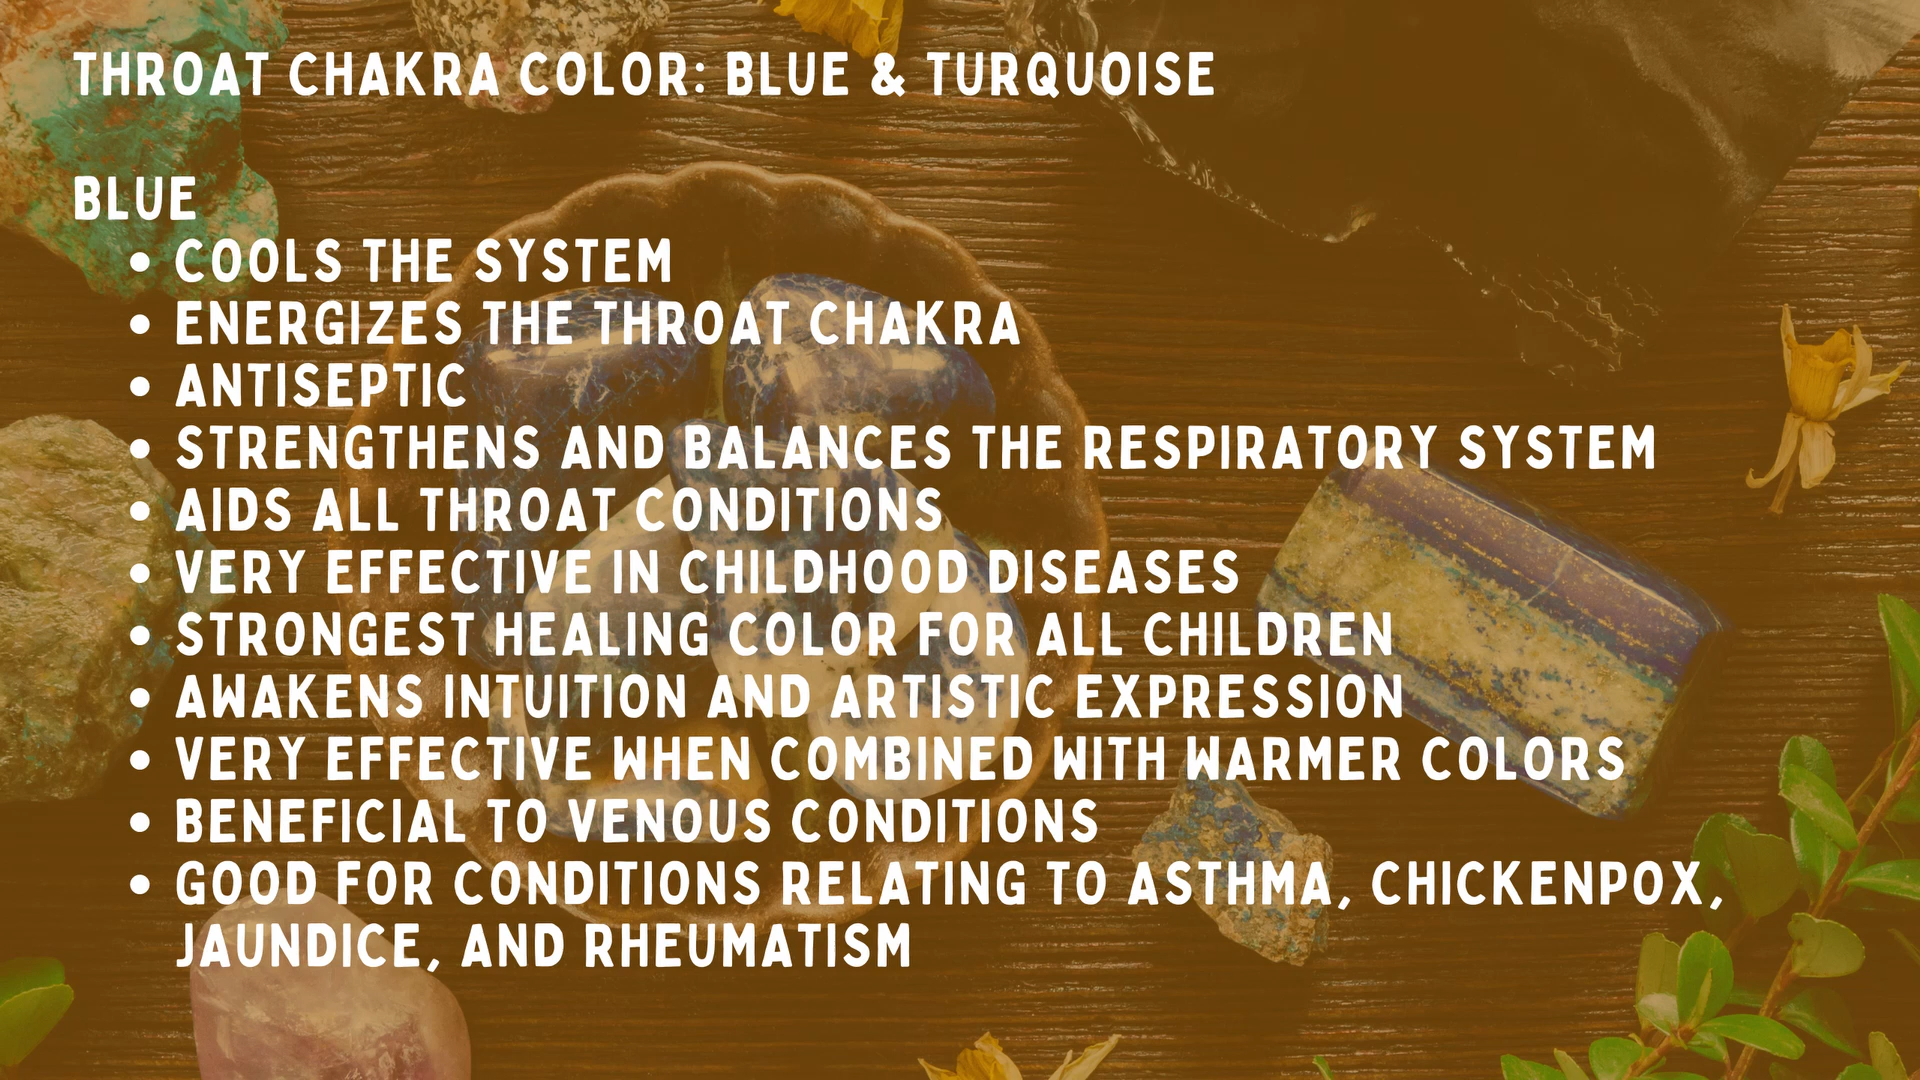 THROAT CHAKRA COLOR: BLUE & TURQUOISE
BLUE
• COOLS THE SYSTEM
• ENERGIZES THE THROAT CHAKRA
• ANTISEPTIC
• STRENGTHENS AND BALANCES THE RESPIRATORY SYSTEM
• AIDS ALL THROAT CONDITIONS
• VERY EFFECTIVE IN CHILDHOOD DISEASES
• STRONGEST HEALING COLOR FOR ALL CHILDREN
• AWAKENS INTUITION AND ARTISTIC EXPRESSION
• VERY EFFECTIVE WHEN COMBINED WITH WARMER COLORS
• BENEFICIAL TO VENOUS CONDITIONS
• GOOD FOR CONDITIONS RELATING TO ASTHMA, CHICKENPOX,
JAUNDICE, AND RHEUMATISM